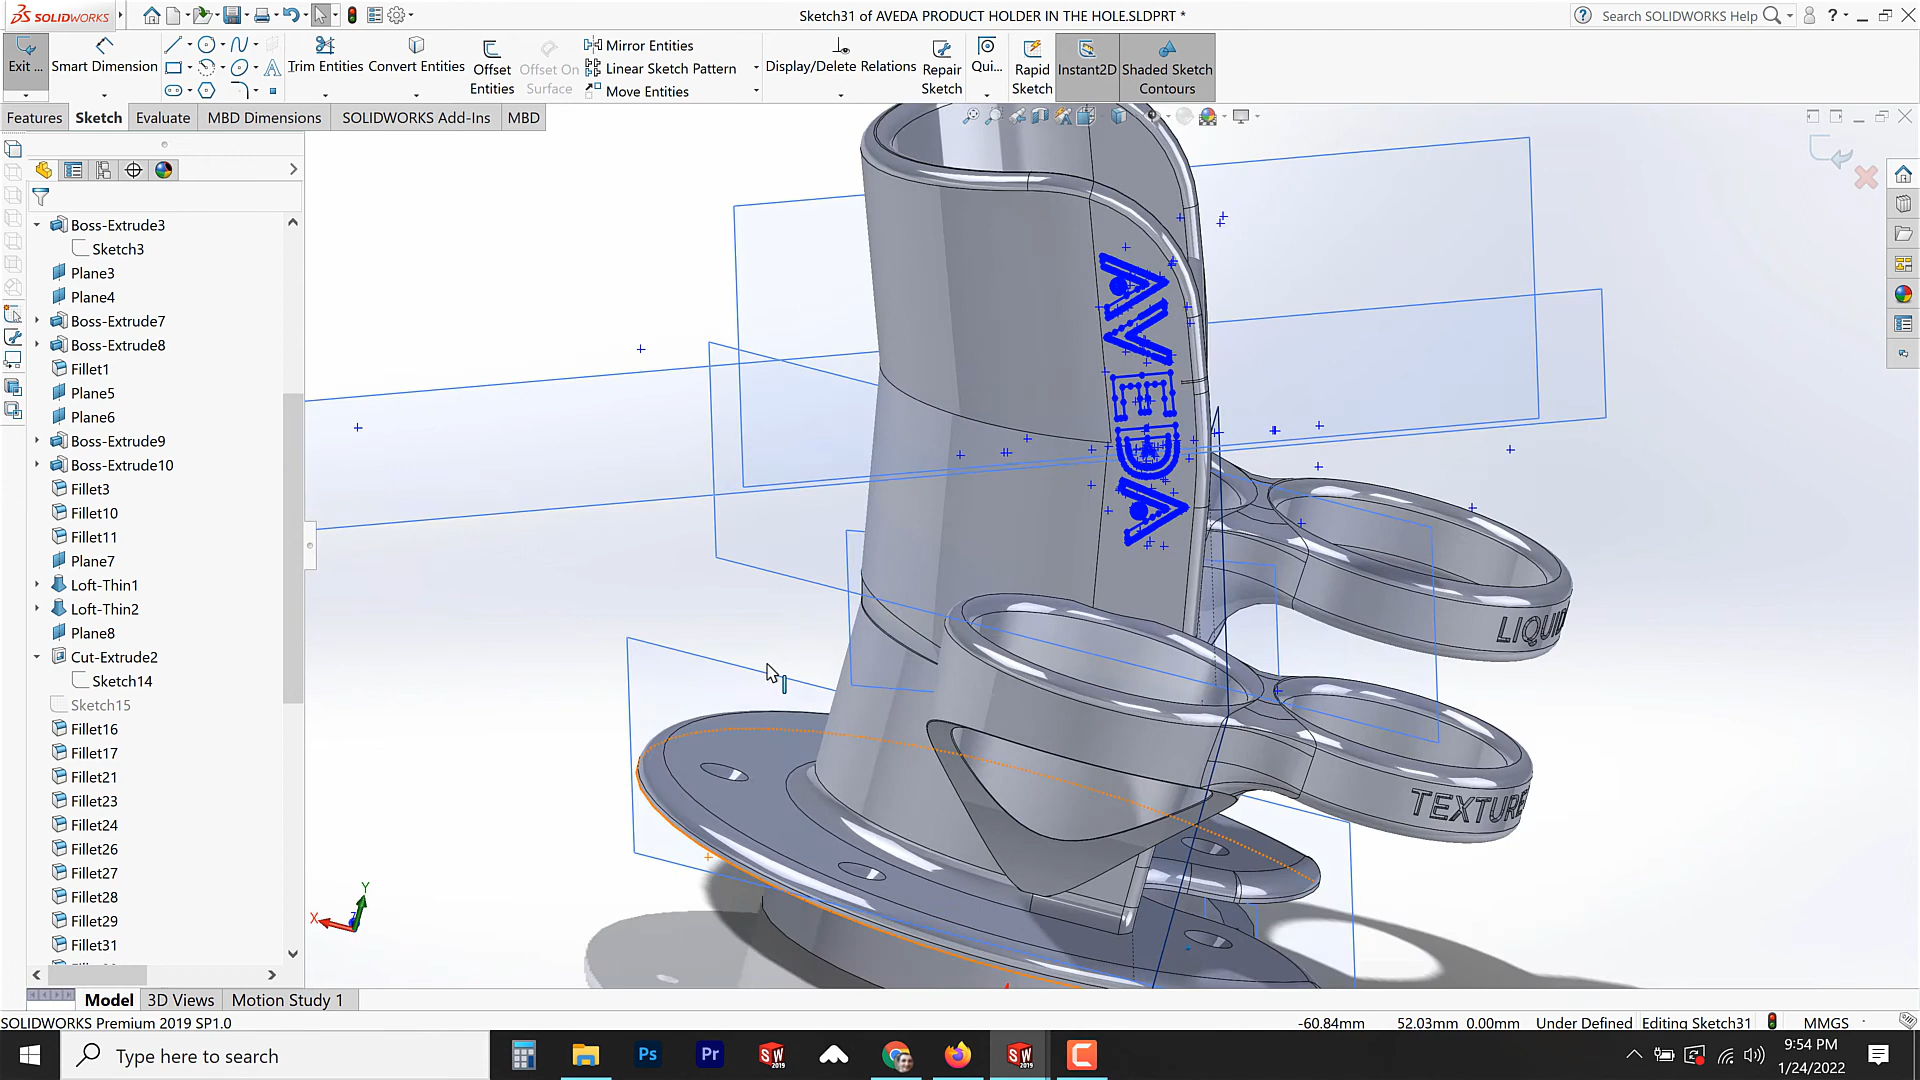 SOLIDWORKS
Sketch31 of AVEDA PRODUCT HOLDER IN THE HOLE.SLDPRT *
Search SOLIDWORKS Help
?
Exit ...
Smart Dimension
Trim Entities
Convert Entities
Offset Entities
Offset On Surface
Mirror Entities
Linear Sketch Pattern
Move Entities
Display/Delete Relations
Repair Sketch
Qui...
Rapid Sketch
Instant2D
Shaded Sketch Contours
Features
Sketch
Evaluate
MBD Dimensions
SOLIDWORKS Add-Ins
MBD
Boss-Extrude3
Sketch3
Plane3
Plane4
Boss-Extrude7
Boss-Extrude8
Fillet1
Plane5
Plane6
Boss-Extrude9
Boss-Extrude10
Fillet3
Fillet10
Fillet11
Plane7
Loft-Thin1
Loft-Thin2
Plane8
Cut-Extrude2
Sketch14
Sketch15
Fillet16
Fillet17
Fillet21
Fillet23
Fillet24
Fillet26
Fillet27
Fillet28
Fillet29
Fillet31
AVEDA
LIQUID
TEXTURE
Y
X
Z
Model
3D Views
Motion Study 1
SOLIDWORKS Premium 2019 SP1.0
-60.84mm 52.03mm 0.00mm Under Defined Editing Sketch31 MMGS
Type here to search
Ps
Pr
SW 2019
SW 2019
9:54 PM
1/24/2022